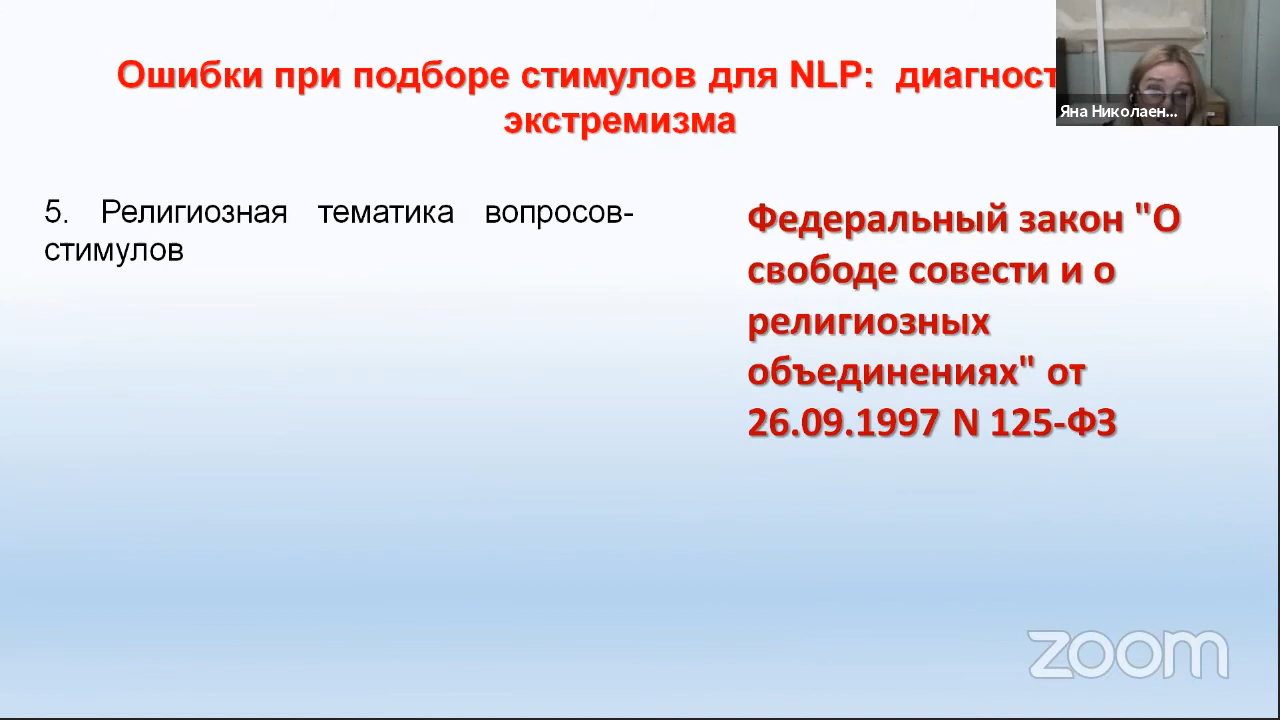 Ошибки при подборе стимулов для NLP: диагност
экстремизма
Яна Николаен...
5. Религиозная тематика вопросов-
стимулов
Федеральный закон "О
свободе совести и о
религиозных
объединениях" от
26.09.1997 N 125-ФЗ
zoom